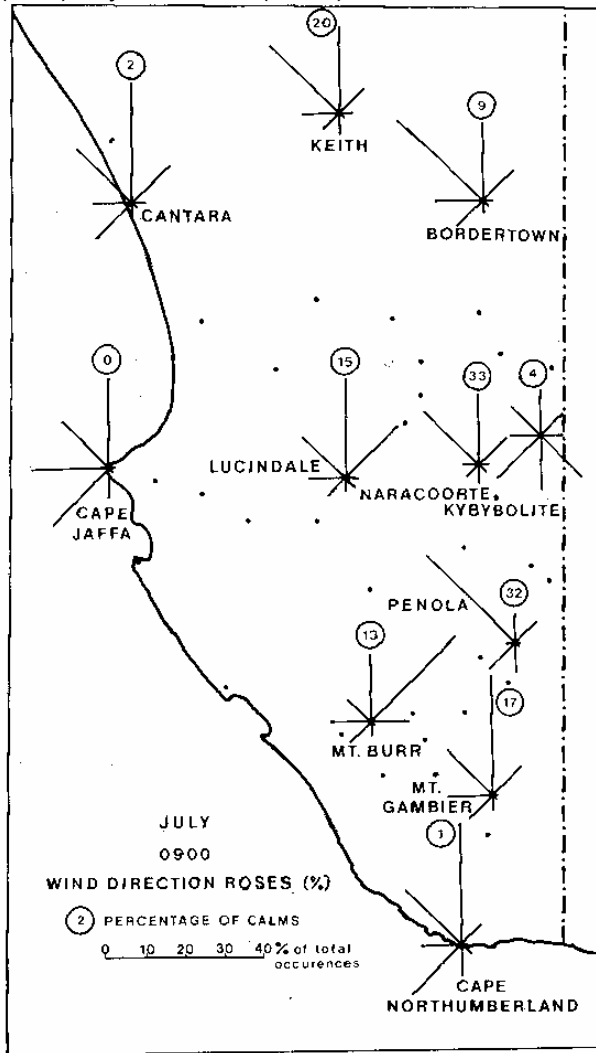 20
2
9
KEITH
CANTARA
BORDERTOWN
0
15
33
4
LUCINDALE
NARACOORTE
KYBYBOLITE
CAPE
JAFFA
PENOLA
32
13
17
MT. BURR
MT.
GAMBIER
JULY
0900
WIND DIRECTION ROSES (%)
2 PERCENTAGE OF CALMS
0 10 20 30 40 % of total
occurences
1
CAPE
NORTHUMBERLAND